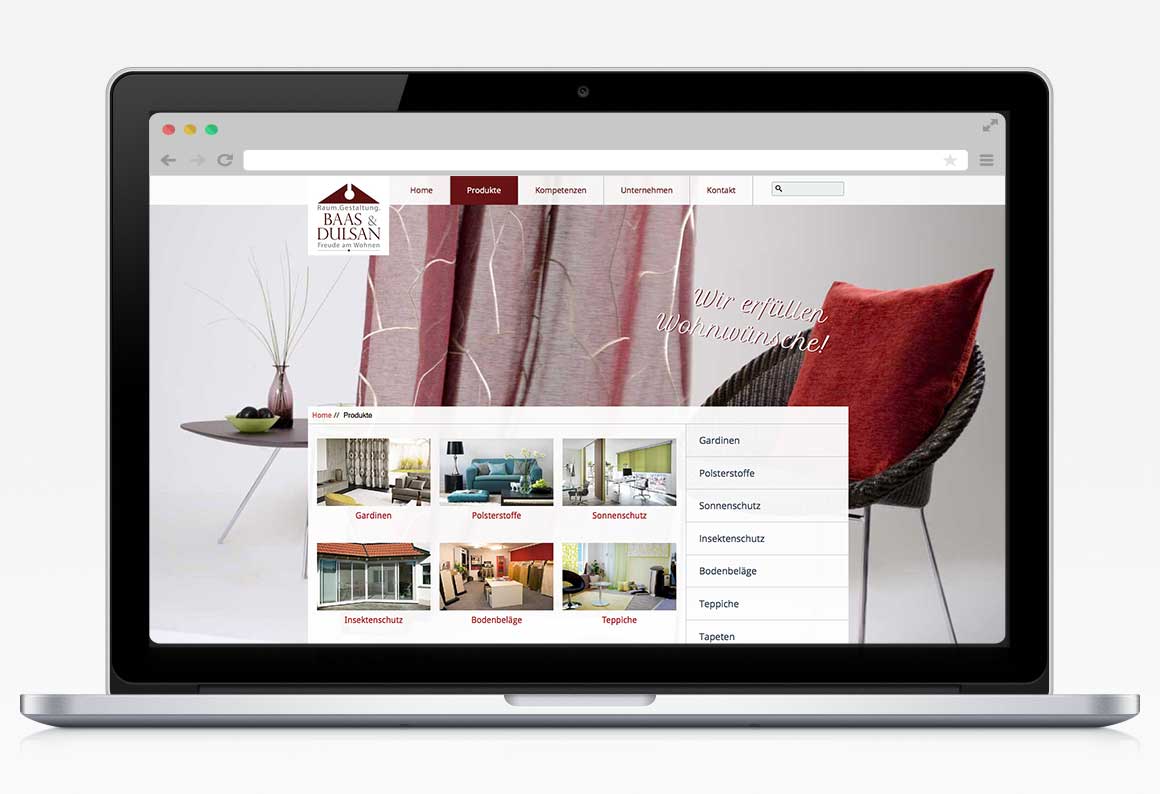 Home
Produkte
Kompetenzen
Unternehmen
Kontakt
Raum.Gestaltung.
BAAS &
DULSAN
Freude am Wohnen
Wir erfüllen
Wohnwünsche!
Home // Produkte
Gardinen
Polsterstoffe
Sonnenschutz
Insektenschutz
Bodenbeläge
Teppiche
Gardinen
Polsterstoffe
Sonnenschutz
Insektenschutz
Bodenbeläge
Teppiche
Tapeten